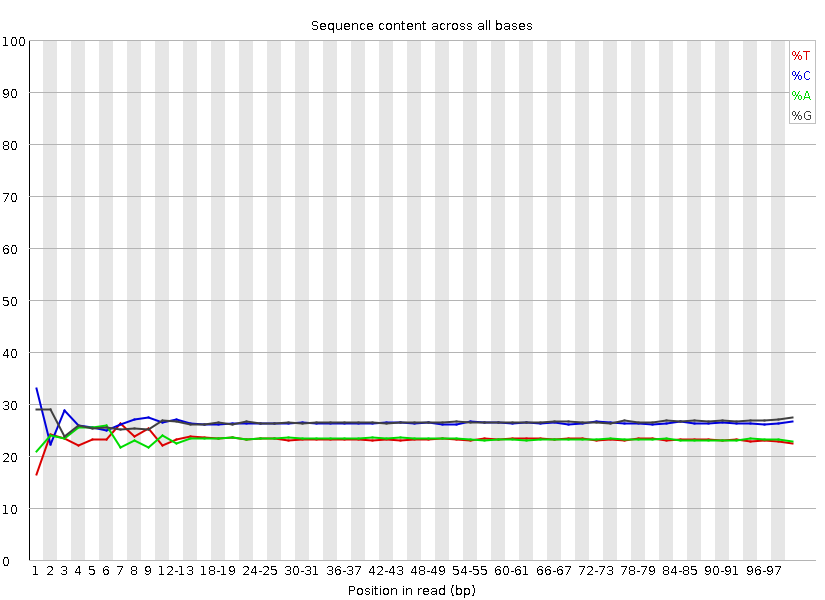 Sequence content across all bases
100
90
80
70
60
50
40
30
20
10
0
%T
%C
%A
%G
1 2 3 4 5 6 7 8 9 12-13 18-19 24-25 30-31 36-37 42-43 48-49 54-55 60-61 66-67 72-73 78-79 84-85 90-91 96-97
Position in read (bp)